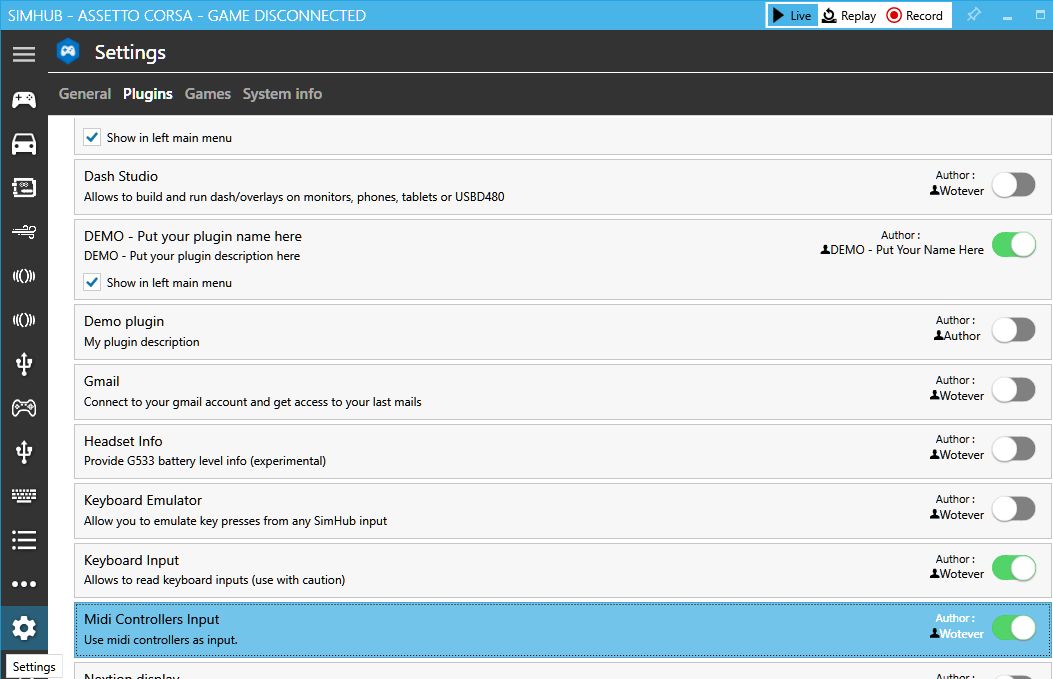 SIMHUB - ASSETTO CORSA - GAME DISCONNECTED
Live
Replay
Record
Settings
General
Plugins
Games
System info
Show in left main menu
Dash Studio
Allows to build and run dash/overlays on monitors, phones, tablets or USBD480
Author :
Wotever
DEMO - Put your plugin name here
DEMO - Put your plugin description here
Author :
DEMO - Put Your Name Here
Show in left main menu
Demo plugin
My plugin description
Author :
Author
Gmail
Connect to your gmail account and get access to your last mails
Author :
Wotever
Headset Info
Provide G533 battery level info (experimental)
Author :
Wotever
Keyboard Emulator
Allow you to emulate key presses from any SimHub input
Author :
Wotever
Keyboard Input
Allows to read keyboard inputs (use with caution)
Author :
Wotever
Midi Controllers Input
Use midi controllers as input.
Author :
Wotever
Settings
Nextion display
Author :